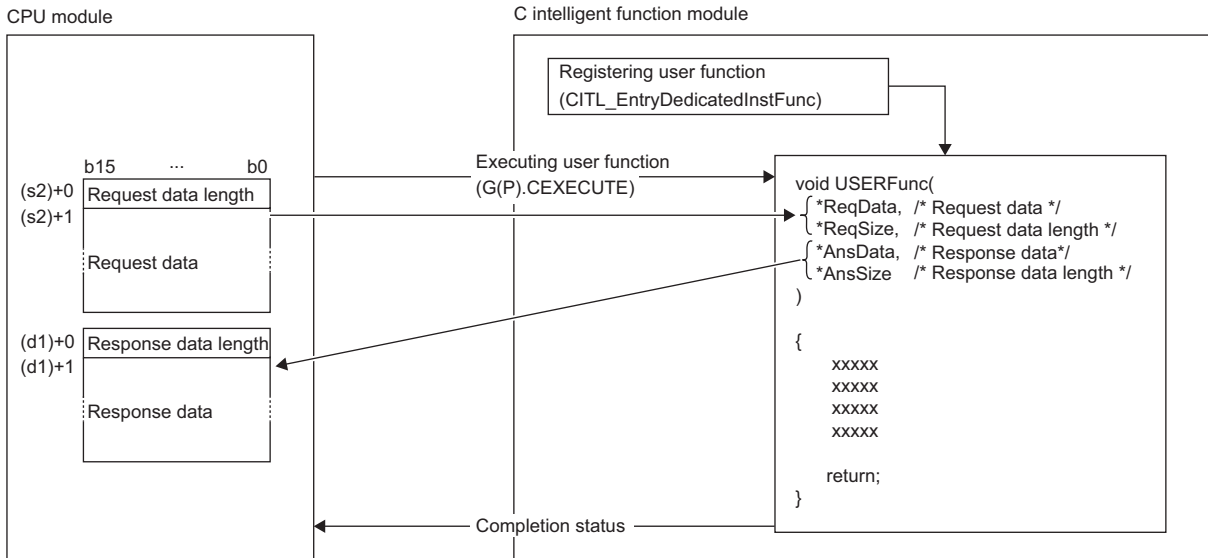 CPU module
C intelligent function module
Registering user function
(CITL_EntryDedicatedInstFunc)
b15 ... b0
(s2)+0 Request data length
(s2)+1
Request data
Executing user function
(G(P).CEXECUTE)
void USERFunc(
*ReqData, /* Request data */
*ReqSize, /* Request data length */
*AnsData, /* Response data*/
*AnsSize /* Response data length */
)
(d1)+0 Response data length
(d1)+1
Response data
{
xxxxx
xxxxx
xxxxx
xxxxx
return;
}
Completion status